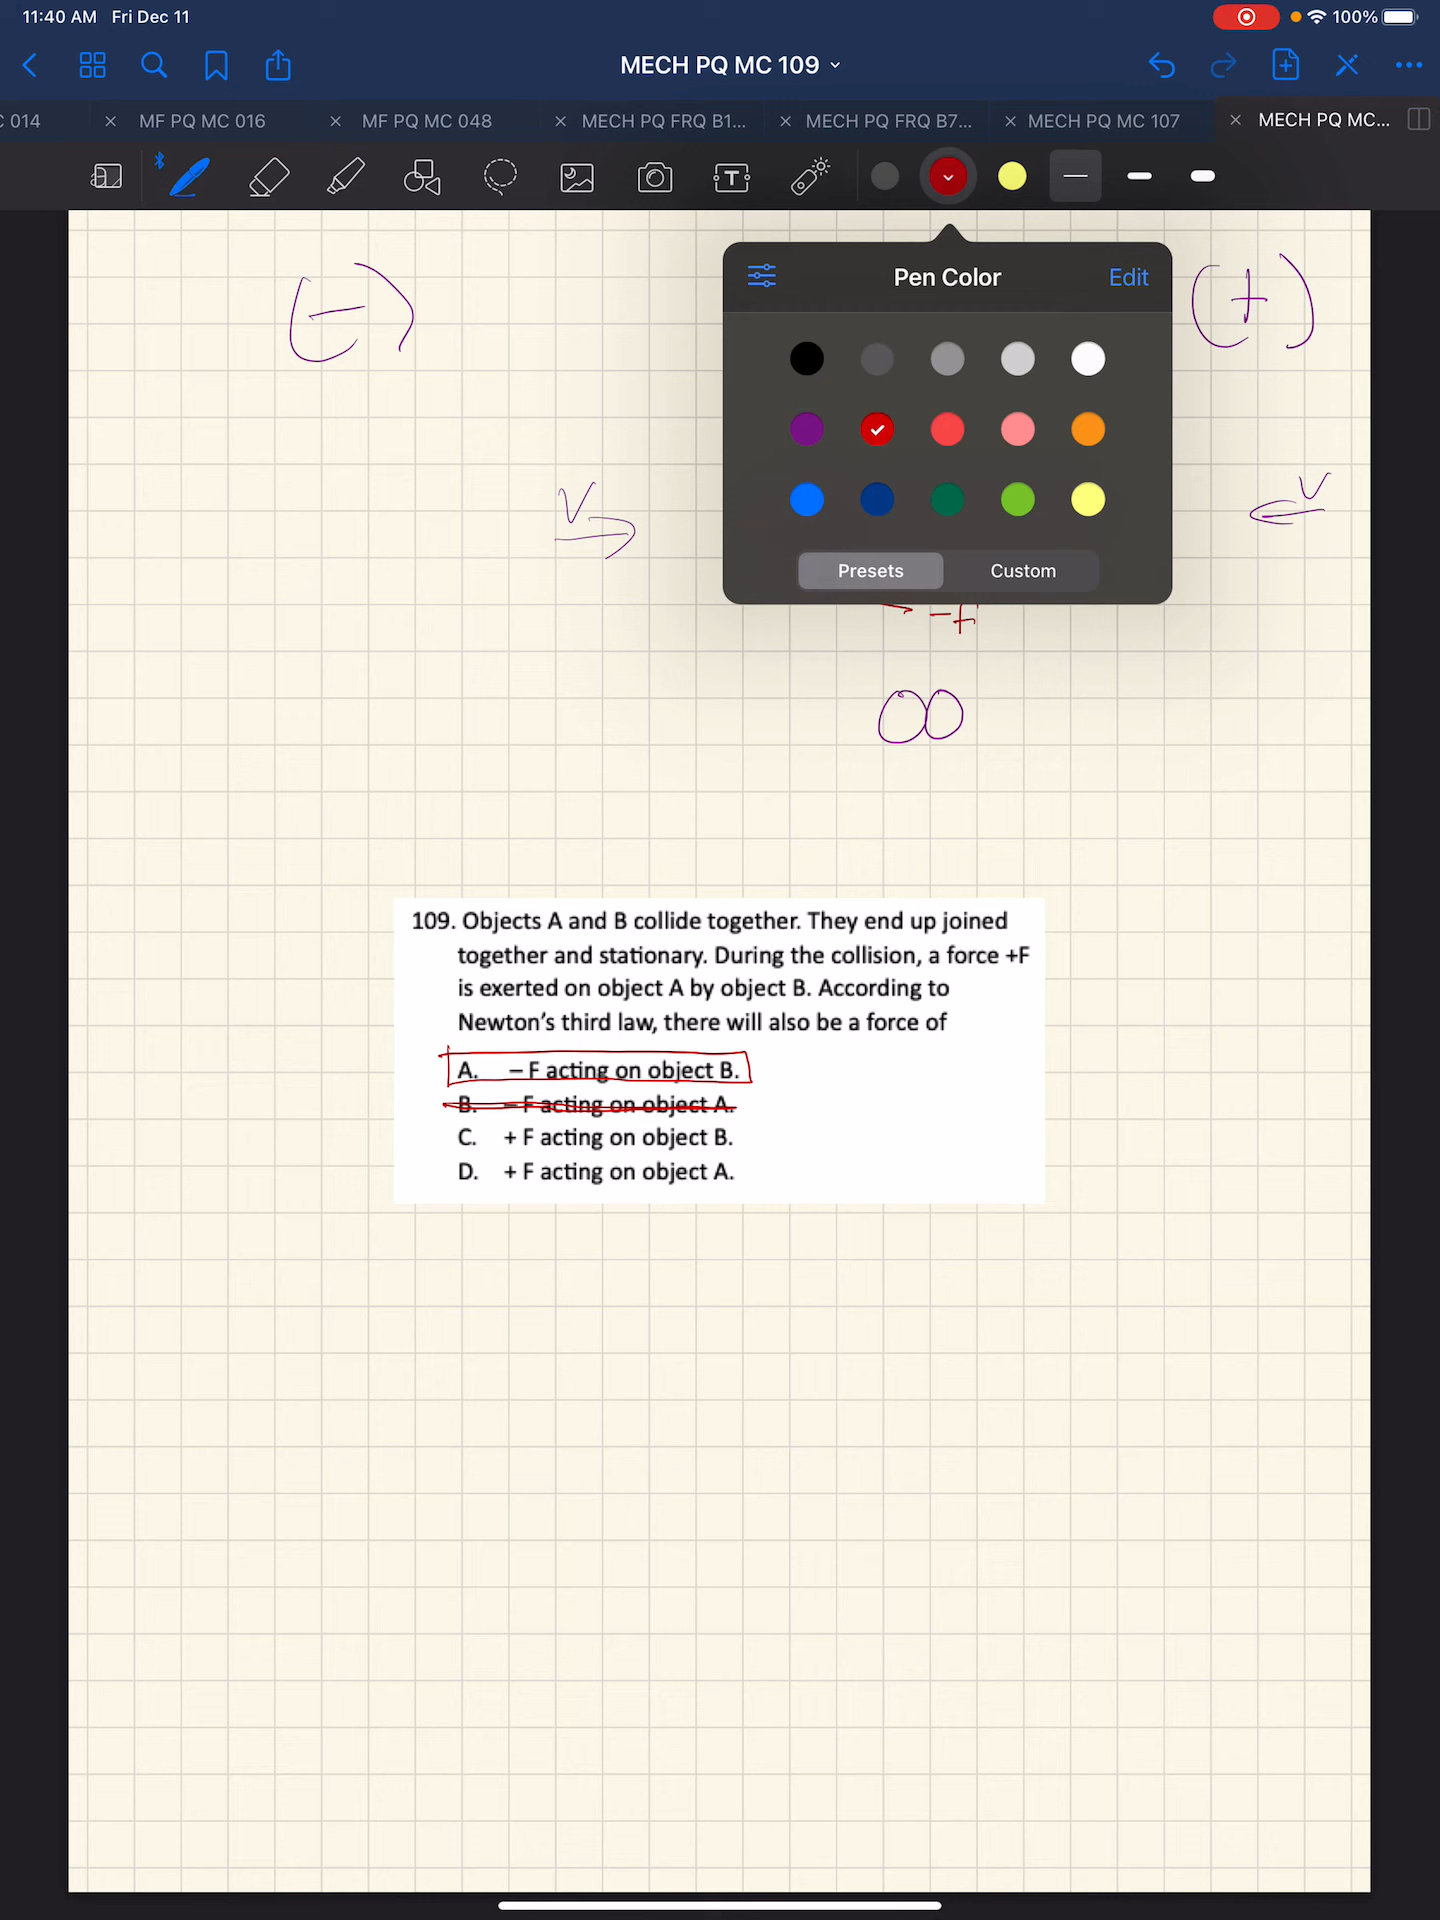 11:40 AM Fri Dec 11
100%
MECH PQ MC 109
C 014
MF PQ MC 016
MF PQ MC 048
MECH PQ FRQ B1...
MECH PQ FRQ B7...
MECH PQ MC 107
MECH PQ MC...
T
Pen Color
Edit
Presets
Custom
(-)
(+)
V
V
-F
109. Objects A and B collide together. They end up joined
together and stationary. During the collision, a force +F
is exerted on object A by object B. According to
Newton's third law, there will also be a force of
A. – F acting on object B.
B. – F acting on object A.
C. + F acting on object B.
D. + F acting on object A.